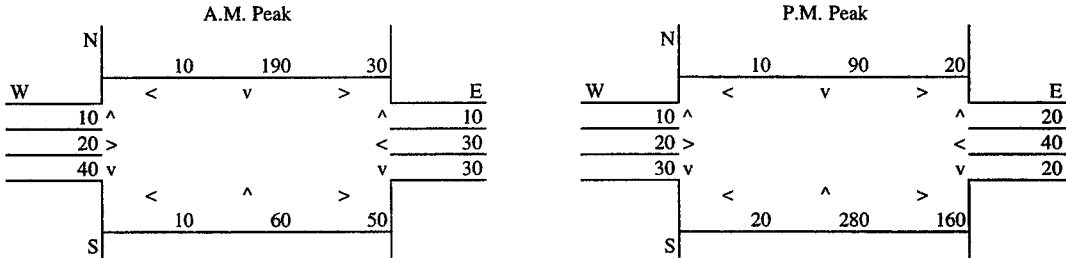 A.M. Peak P.M. Peak
N N
10 190 30 10 90 20
W < v > E W < v > E
10 ^ ^ 10 10 ^ ^ 20
20 > < 30 20 > < 40
40 v v 30 30 v v 20
< ^ > < ^ >
10 60 50 20 280 160
S S